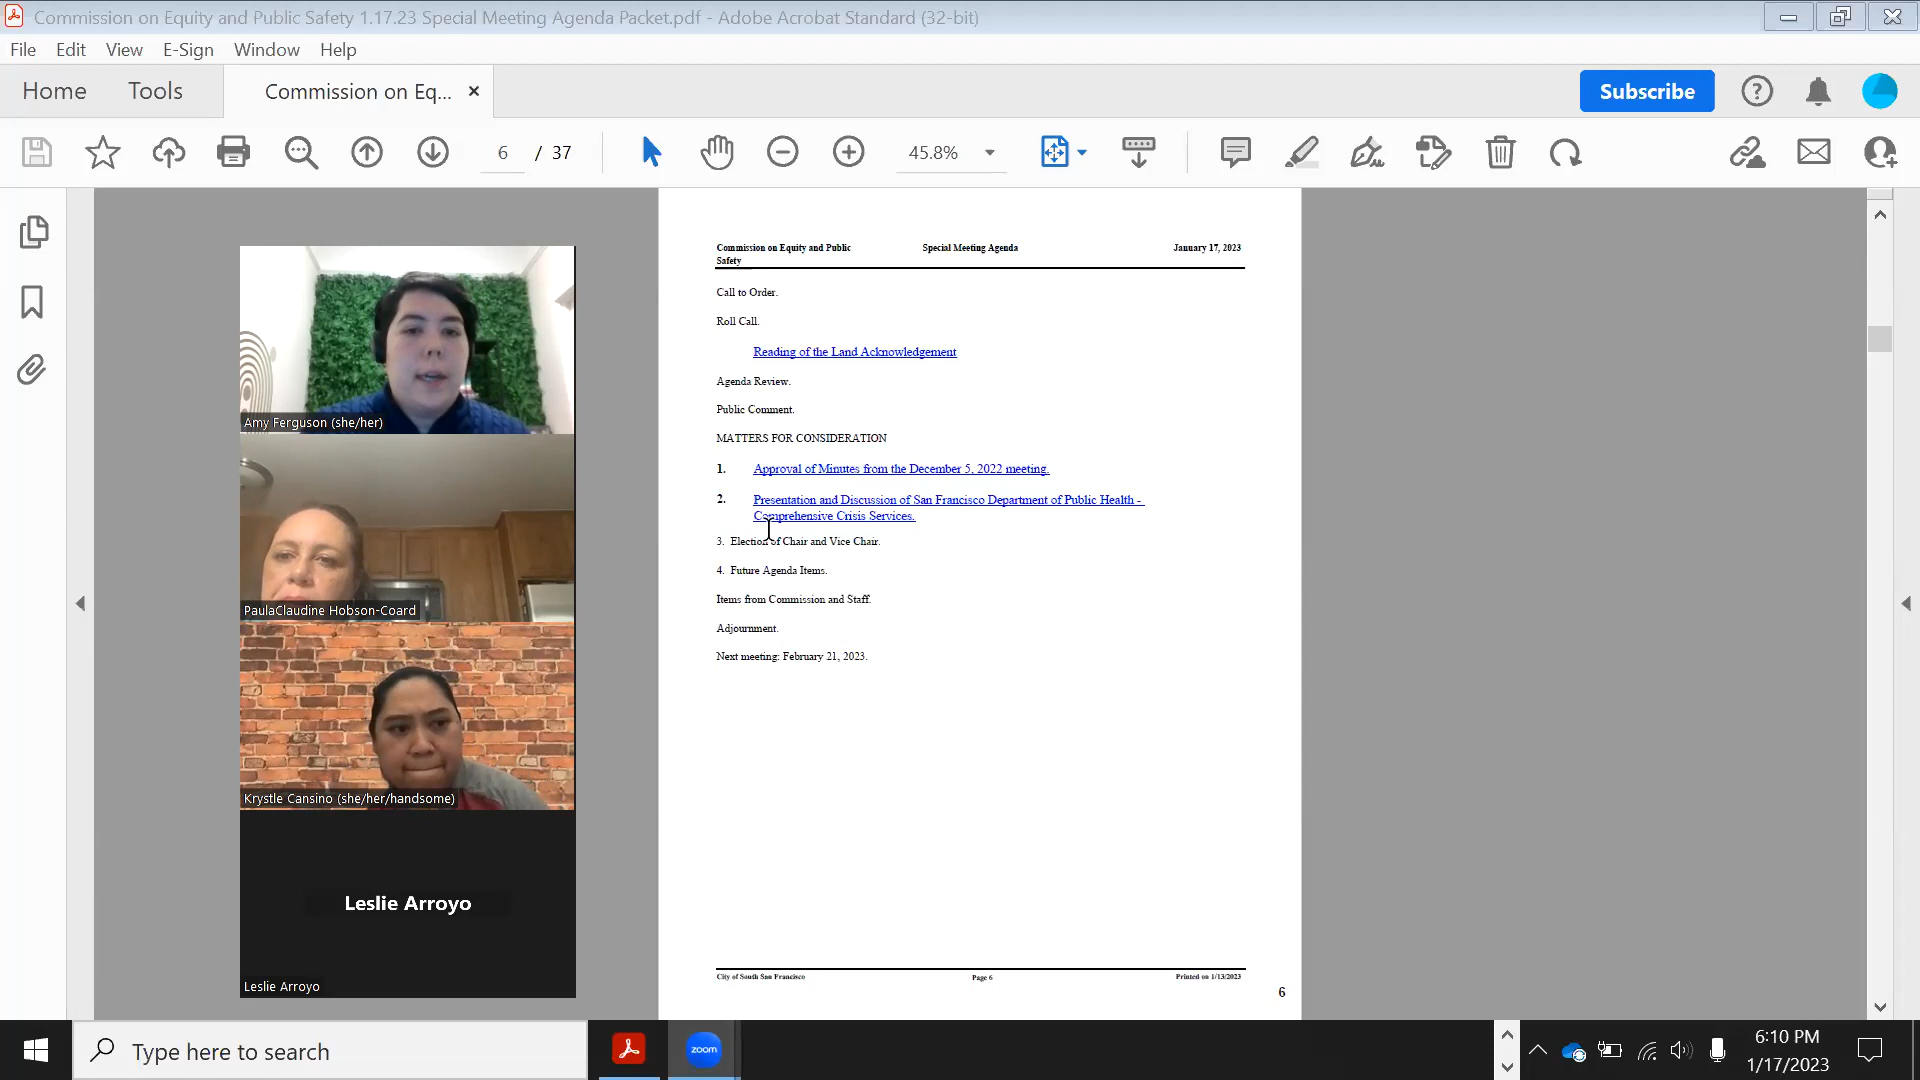 Commission on Equity and Public Safety 1.17.23 Special Meeting Agenda Packet.pdf - Adobe Acrobat Standard (32-bit)
File Edit View E-Sign Window Help
Home Tools Commission on Eq... × Subscribe
6 / 37 45.8%
Commission on Equity and Public Special Meeting Agenda January 17, 2023
Safety
Call to Order.
Roll Call.
Reading of the Land Acknowledgement
Agenda Review.
Public Comment.
MATTERS FOR CONSIDERATION
1. Approval of Minutes from the December 5, 2022 meeting.
2. Presentation and Discussion of San Francisco Department of Public Health -
Comprehensive Crisis Services.
3. Election of Chair and Vice Chair.
4. Future Agenda Items.
Items from Commission and Staff.
Adjournment.
Next meeting: February 21, 2023.
City of South San Francisco Page 6 Printed on 1/13/2023
6
Amy Ferguson (she/her)
PaulaClaudine Hobson-Coard
Krystle Cansino (she/her/handsome)
Leslie Arroyo
Leslie Arroyo
Type here to search
zoom
6:10 PM
1/17/2023